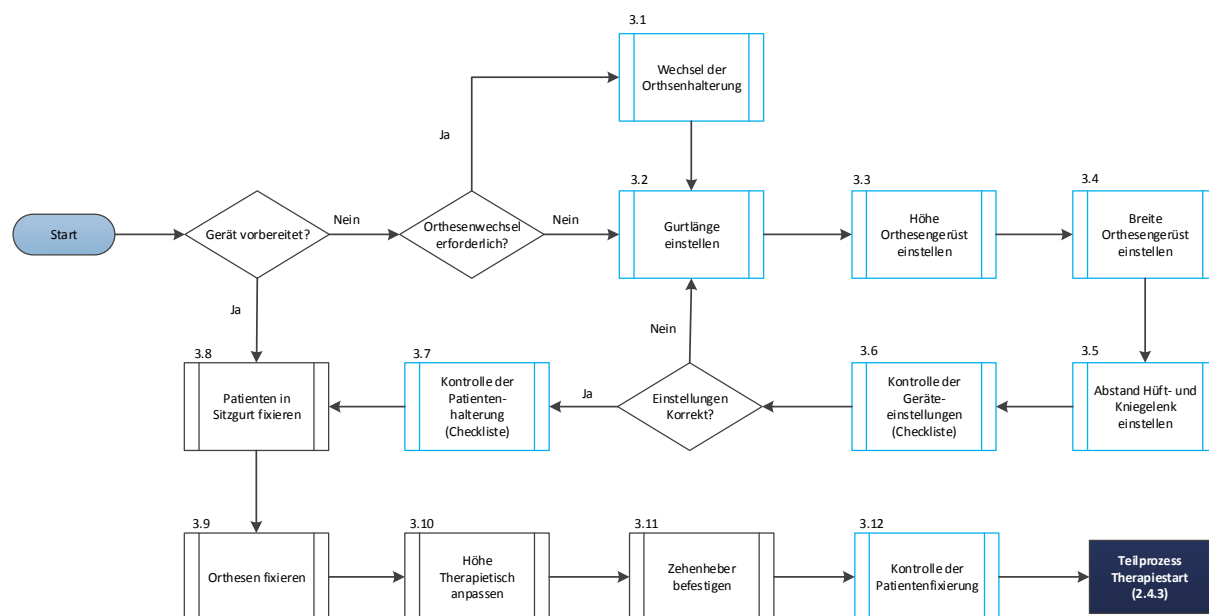 3.1
Wechsel der
Orthsenhalterung
Ja
Start
Gerät vorbereitet?
Nein
Orthesenwechsel
erforderlich?
Nein
3.2
Gurtlänge
einstellen
3.3
Höhe
Orthesengerüst
einstellen
3.4
Breite
Orthesengerüst
einstellen
Ja
Nein
3.8
Patienten in
Sitzgurt fixieren
3.7
Kontrolle der
Patienten-
halterung
(Checkliste)
Ja
Einstellungen
Korrekt?
3.6
Kontrolle der
Geräte-
einstellungen
(Checkliste)
3.5
Abstand Hüft- und
Kniegelenk
einstellen
3.9
Orthesen fixieren
3.10
Höhe
Therapietisch
anpassen
3.11
Zehenheber
befestigen
3.12
Kontrolle der
Patientenfixierung
Teilprozess
Therapiestart
(2.4.3)